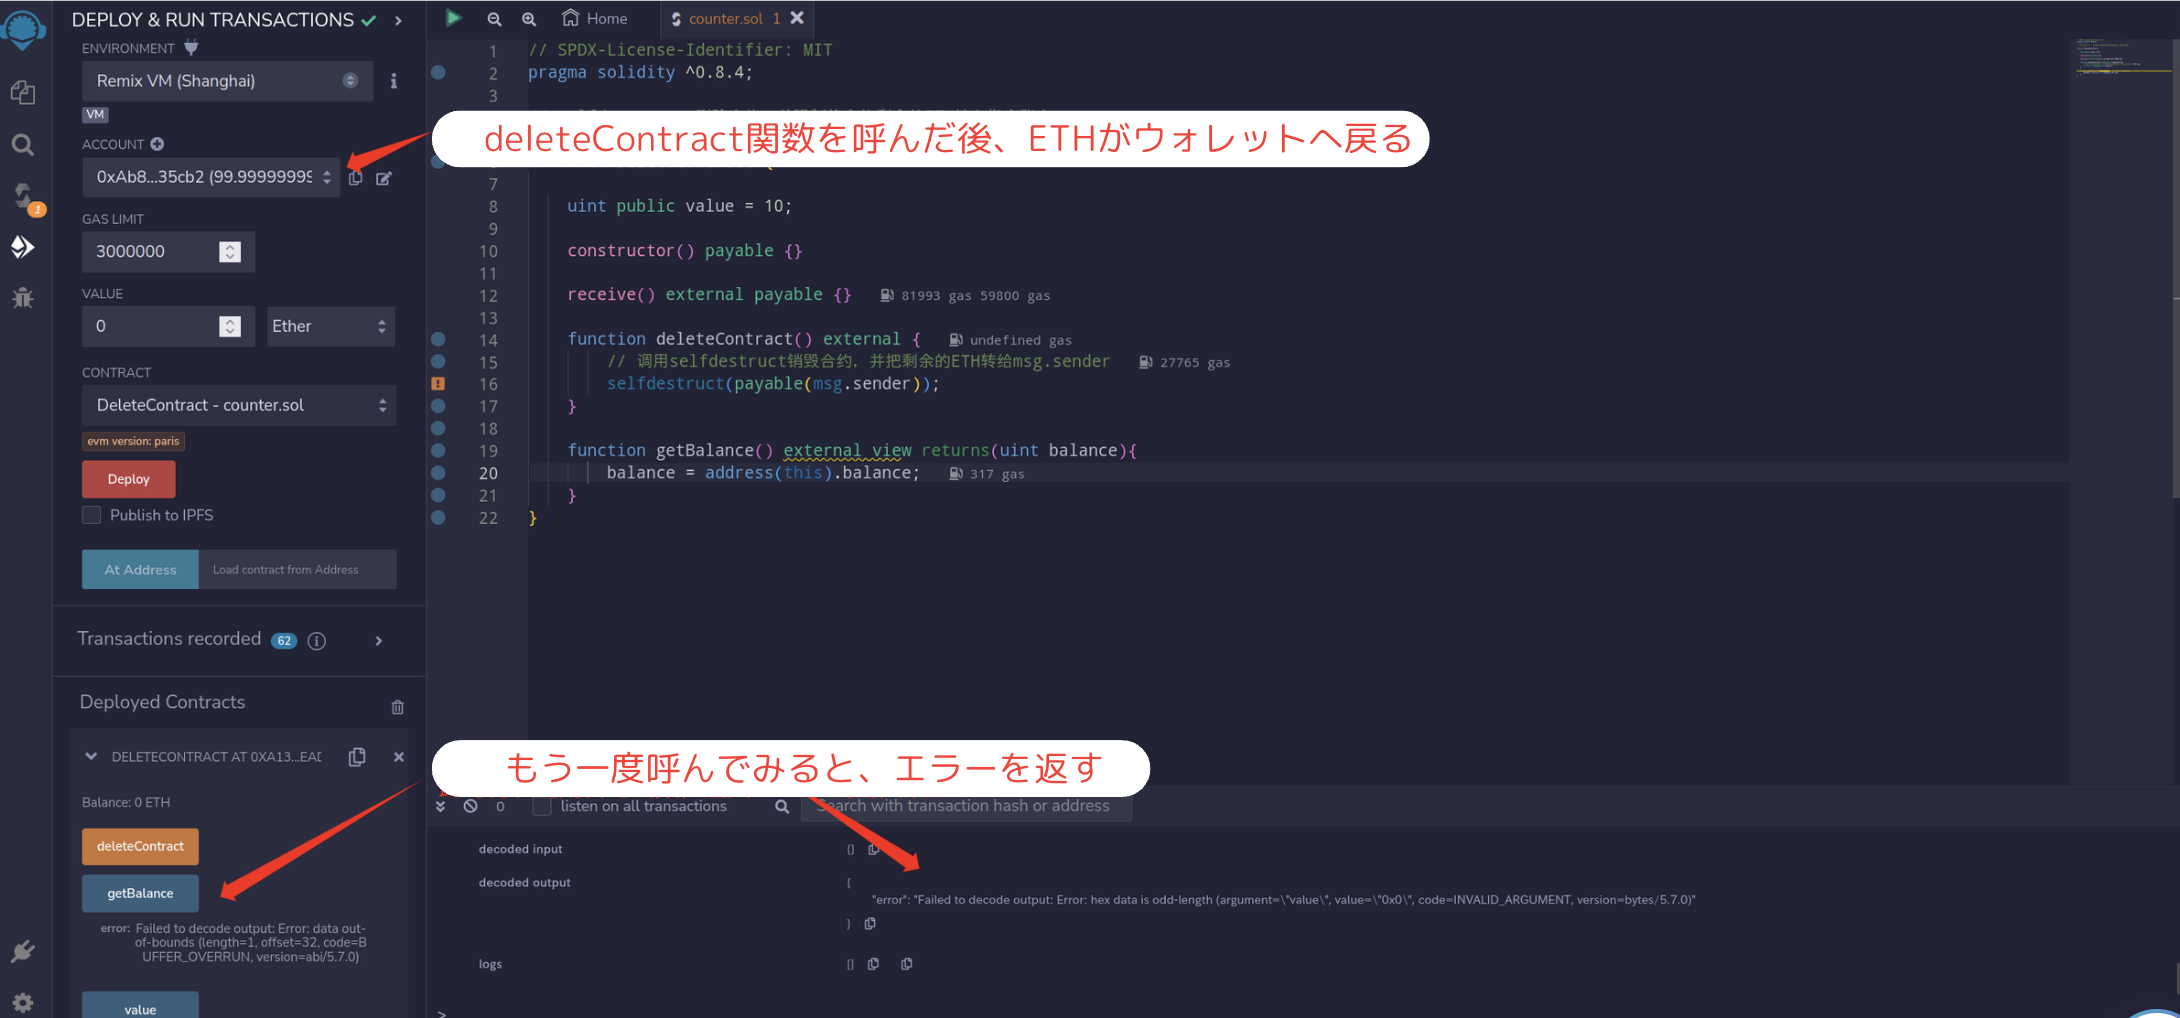 DEPLOY & RUN TRANSACTIONS
ENVIRONMENT
Remix VM (Shanghai)
VM
ACCOUNT
0xAb8...35cb2 (99.99999999
GAS LIMIT
3000000
VALUE
0
Ether
CONTRACT
DeleteContract - counter.sol
evm version: paris
Deploy
Publish to IPFS
At Address
Load contract from Address
Transactions recorded 62
Deployed Contracts
DELETECONTRACT AT 0XA13...EAD
Balance: 0 ETH
deleteContract
getBalance
error: Failed to decode output: Error: data out-
of-bounds (length=1, offset=32, code=B
UFFER_OVERRUN, version=abi/5.7.0)
value
1
Home
counter.sol 1
1 // SPDX-License-Identifier: MIT
2 pragma solidity ^0.8.4;
3
deleteContract関数を呼んだ後、ETHがウォレットへ戻る
7
8 uint public value = 10;
9
10 constructor() payable {}
11
12 receive() external payable {} 81993 gas 59800 gas
13
14 function deleteContract() external { undefined gas
15 // 调用selfdestruct销毁合约，并把剩余的ETH转给msg.sender 27765 gas
16 selfdestruct(payable(msg.sender));
17 }
18
19 function getBalance() external view returns(uint balance){
20 balance = address(this).balance; 317 gas
21 }
22 }
もう一度呼んでみると、エラーを返す
0 listen on all transactions
Search with transaction hash or address
decoded input {}
decoded output {
"error": "Failed to decode output: Error: hex data is odd-length (argument=\"value\", value=\"0x0\", code=INVALID_ARGUMENT, version=bytes/5.7.0)"
}
logs []
>